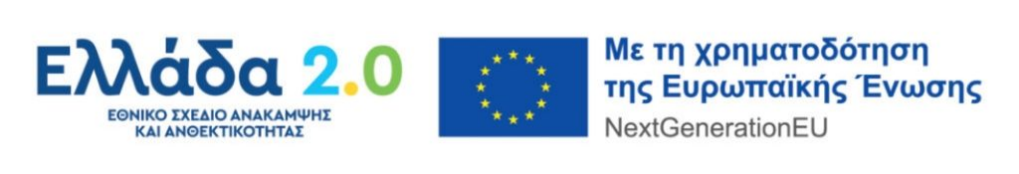 Ελλάδα 2.0
ΕΘΝΙΚΟ ΣΧΕΔΙΟ ΑΝΑΚΑΜΨΗΣ
ΚΑΙ ΑΝΘΕΚΤΙΚΟΤΗΤΑΣ
Με τη χρηματοδότηση
της Ευρωπαϊκής Ένωσης
NextGenerationEU